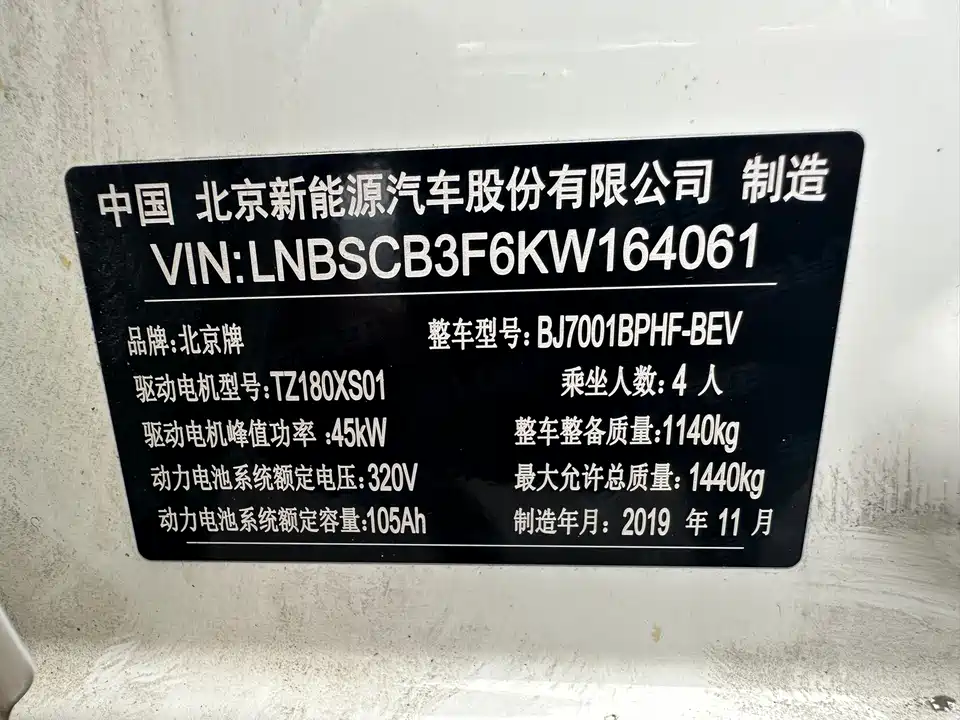 中国 北京新能源汽车股份有限公司 制造
VIN:LNBSCB3F6KW164061
品牌:北京牌 整车型号:BJ7001BPHF-BEV
驱动电机型号:TZ180XS01 乘坐人数:4 人
驱动电机峰值功率 :45kW 整车整备质量:1140kg
动力电池系统额定电压:320V 最大允许总质量:1440kg
动力电池系统额定容量:105Ah 制造年月: 2019 年 11 月